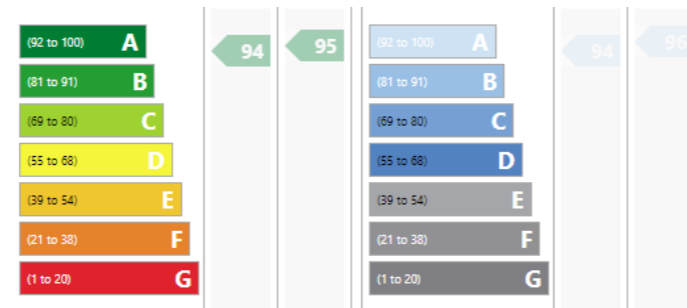 (92 to 100) A
94
95
(81 to 91) B
(69 to 80) C
(55 to 68) D
(39 to 54) E
(21 to 38) F
(1 to 20) G
(92 to 100) A
94
96
(81 to 91) B
(69 to 80) C
(55 to 68) D
(39 to 54) E
(21 to 38) F
(1 to 20) G